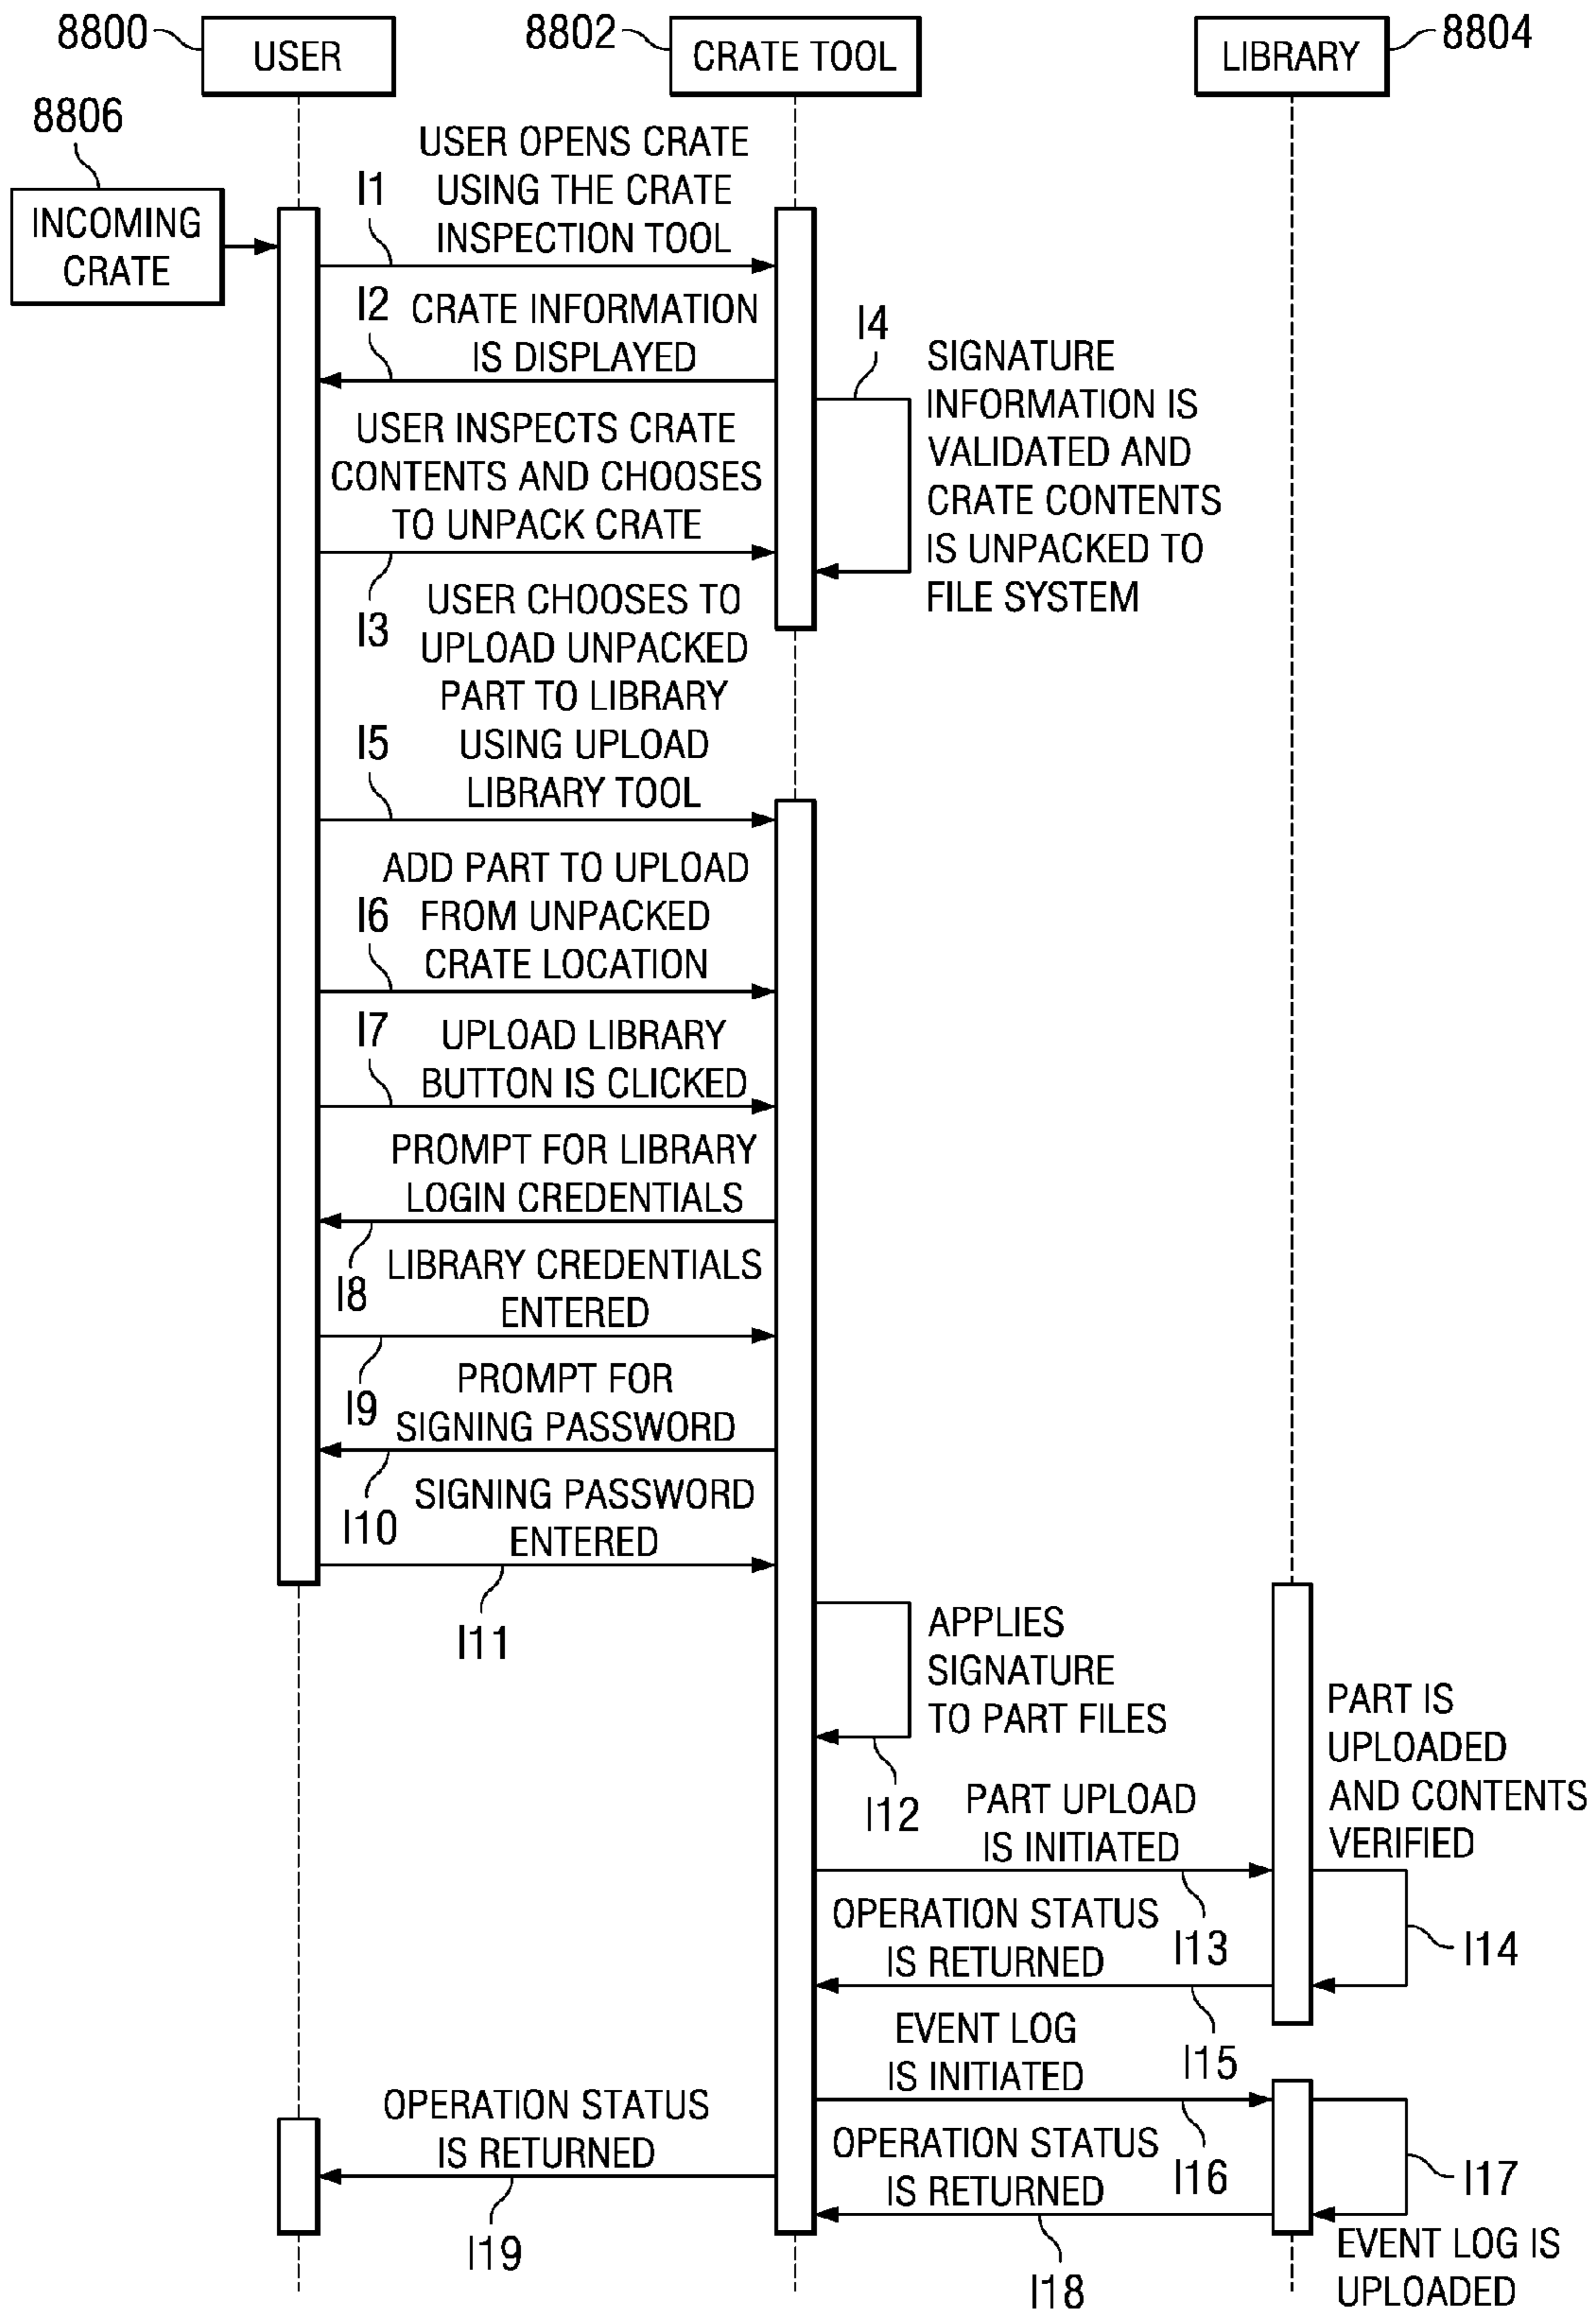 8800
USER
8802
CRATE TOOL
LIBRARY
8804
8806
INCOMING
CRATE
USER OPENS CRATE
USING THE CRATE
INSPECTION TOOL
I1
I2
CRATE INFORMATION
IS DISPLAYED
I4
SIGNATURE
INFORMATION IS
VALIDATED AND
CRATE CONTENTS
IS UNPACKED TO
FILE SYSTEM
USER INSPECTS CRATE
CONTENTS AND CHOOSES
TO UNPACK CRATE
I3
USER CHOOSES TO
UPLOAD UNPACKED
PART TO LIBRARY
USING UPLOAD
LIBRARY TOOL
I5
ADD PART TO UPLOAD
FROM UNPACKED
CRATE LOCATION
I6
I7
UPLOAD LIBRARY
BUTTON IS CLICKED
PROMPT FOR LIBRARY
LOGIN CREDENTIALS
I8
LIBRARY CREDENTIALS
ENTERED
I9
PROMPT FOR
SIGNING PASSWORD
I10
SIGNING PASSWORD
ENTERED
I11
APPLIES
SIGNATURE
TO PART FILES
I12
PART IS
UPLOADED
AND CONTENTS
VERIFIED
PART UPLOAD
IS INITIATED
I13
I14
OPERATION STATUS
IS RETURNED
I15
EVENT LOG
IS INITIATED
I16
I17
OPERATION STATUS
IS RETURNED
I18
EVENT LOG IS
UPLOADED
OPERATION STATUS
IS RETURNED
I19